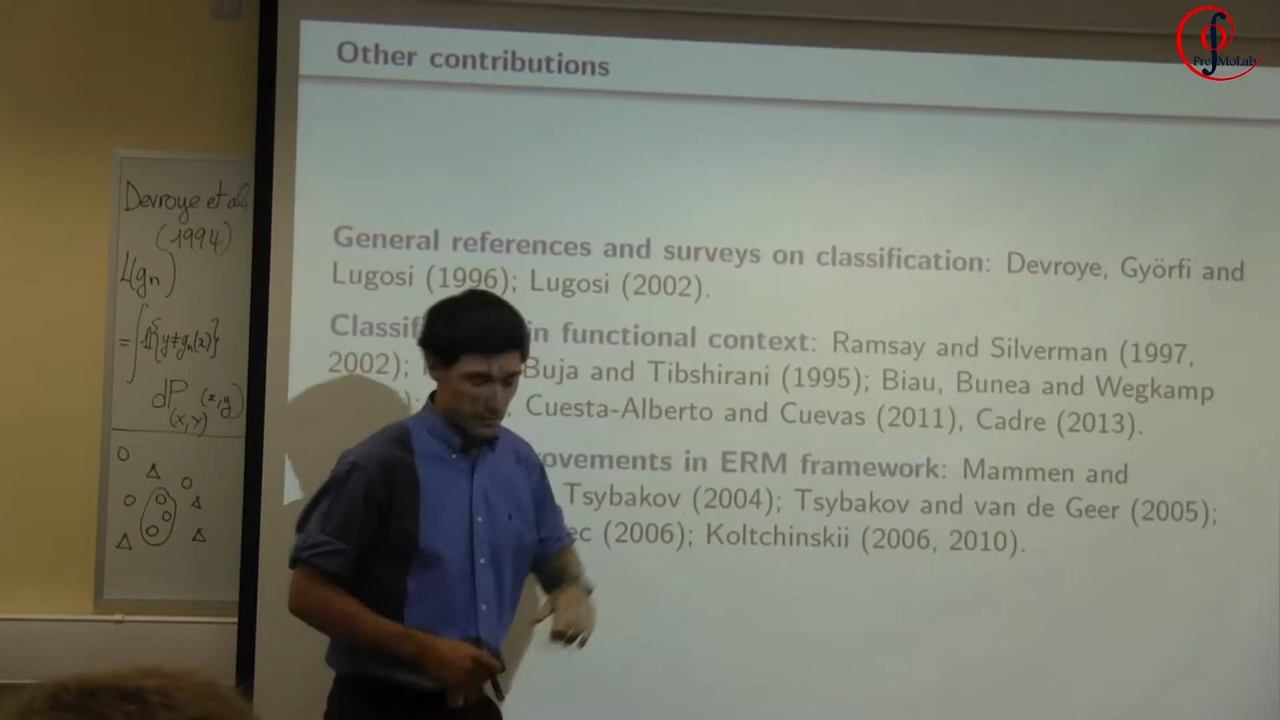 Other contributions
PreMoLab
Devroye et al,
(1994)
L(gn)
= ∫ 𝟙{y≠gn(x)}
dP(X,Y) (x,y)
General references and surveys on classification: Devroye, Györfi and
Lugosi (1996); Lugosi (2002).
in functional context: Ramsay and Silverman (1997,
2002); Buja and Tibshirani (1995); Biau, Bunea and Wegkamp
Cuesta-Alberto and Cuevas (2011), Cadre (2013).
in ERM framework: Mammen and
Tsybakov (2004); Tsybakov and van de Geer (2005);
(2006); Koltchinskii (2006, 2010).